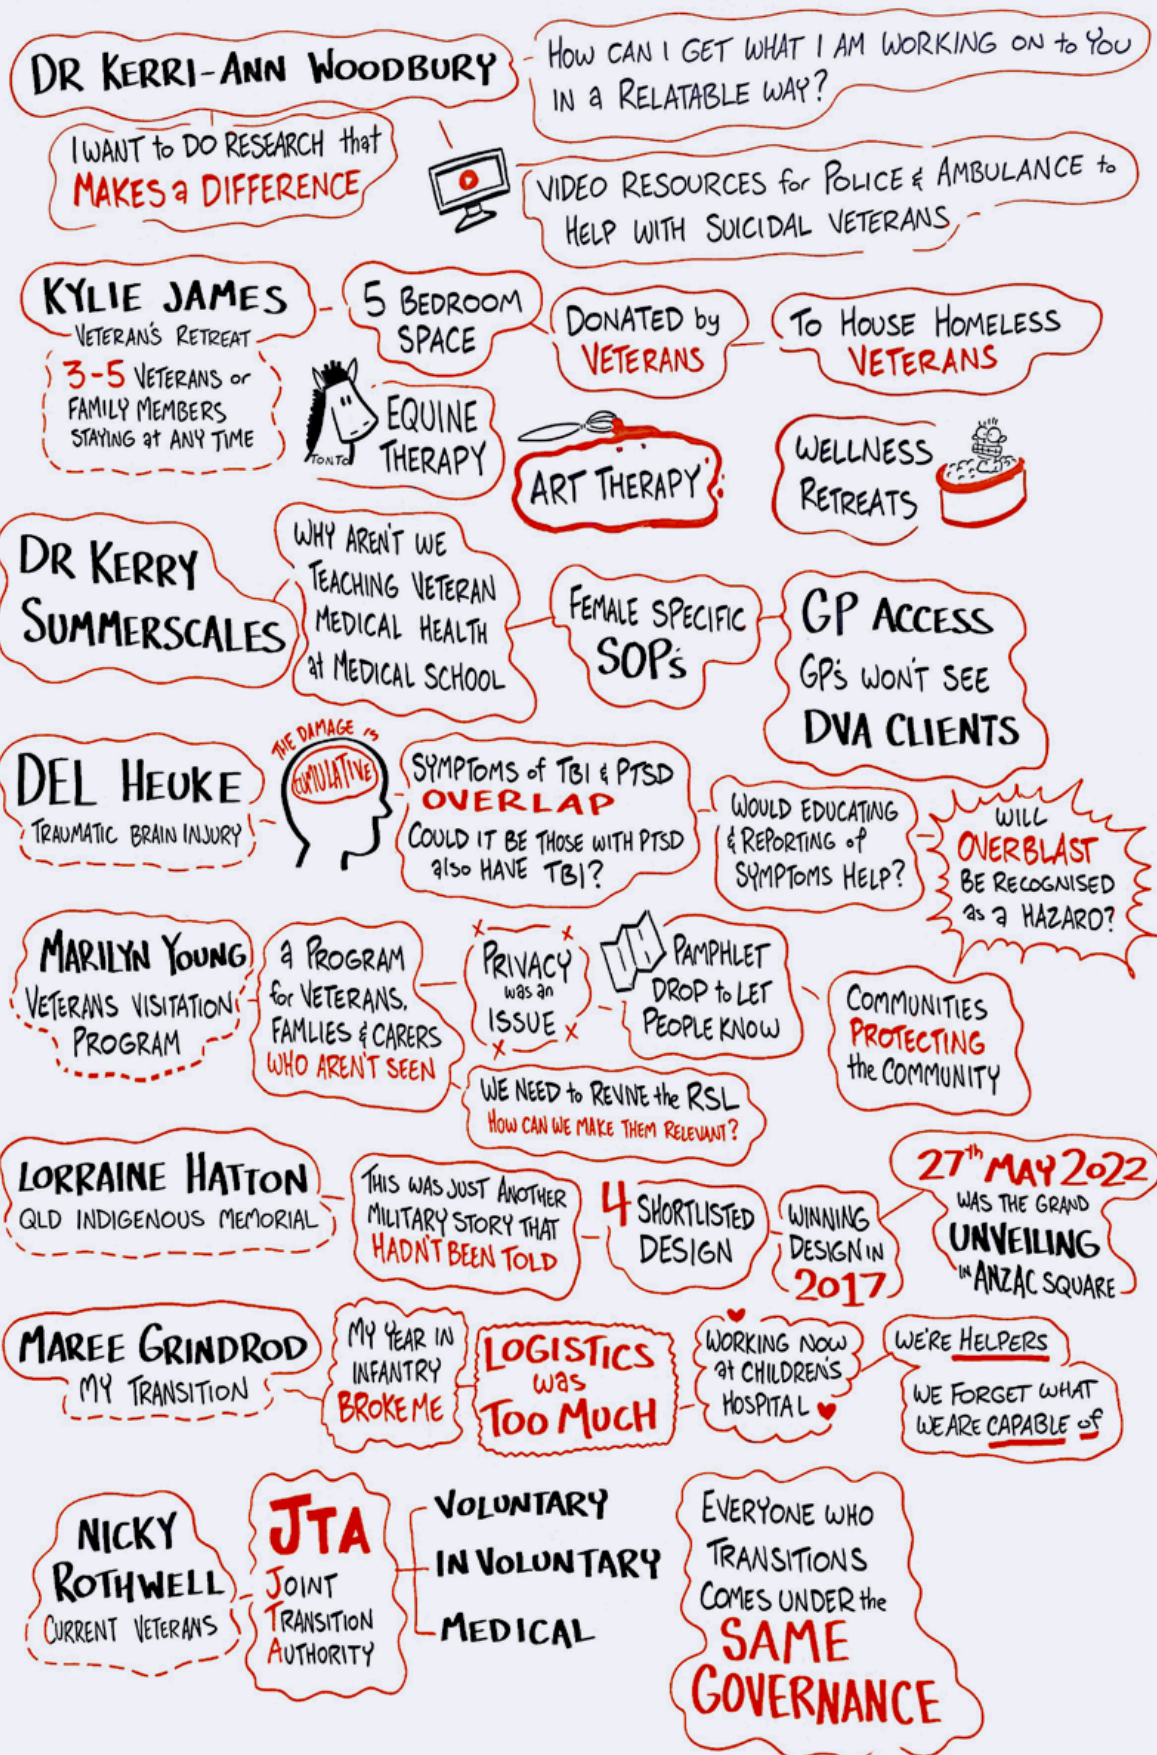 DR KERRI-ANN WOODBURY
HOW CAN I GET WHAT I AM WORKING ON to YOU
IN a RELATABLE WAY?
I WANT to DO RESEARCH that
MAKES a DIFFERENCE
VIDEO RESOURCES for POLICE & AMBULANCE to
HELP WITH SUICIDAL VETERANS
KYLIE JAMES
VETERAN'S RETREAT
3-5 VETERANS or
FAMILY MEMBERS
STAYING at ANY TIME
5 BEDROOM
SPACE
DONATED by
VETERANS
TO HOUSE HOMELESS
VETERANS
TONTO
EQUINE
THERAPY
ART THERAPY
WELLNESS
RETREATS
DR KERRY
SUMMERSCALES
WHY AREN'T WE
TEACHING VETERAN
MEDICAL HEALTH
at MEDICAL SCHOOL
FEMALE SPECIFIC
SOP's
GP ACCESS
GP's WON'T SEE
DVA CLIENTS
DEL HEUKE
TRAUMATIC BRAIN INJURY
THE DAMAGE is
CUMULATIVE
SYMPTOMS of TBI & PTSD
OVERLAP
COULD IT BE THOSE WITH PTSD
also HAVE TBI?
WOULD EDUCATING
& REPORTING of
SYMPTOMS HELP?
WILL
OVERBLAST
BE RECOGNISED
as a HAZARD?
MARILYN YOUNG
VETERANS VISITATION
PROGRAM
a PROGRAM
for VETERANS,
FAMLIES & CARERS
WHO AREN'T SEEN
PRIVACY
was an
ISSUE
PAMPHLET
DROP to LET
PEOPLE KNOW
COMMUNITIES
PROTECTING
the COMMUNITY
WE NEED to REVIVE the RSL
HOW CAN WE MAKE THEM RELEVANT?
LORRAINE HATTON
QLD INDIGENOUS MEMORIAL
THIS WAS JUST ANOTHER
MILITARY STORY THAT
HADN'T BEEN TOLD
4 SHORTLISTED
DESIGN
WINNING
DESIGN IN
2017
27th MAY 2022
WAS THE GRAND
UNVEILING
IN ANZAC SQUARE
MAREE GRINDROD
MY TRANSITION
MY YEAR IN
INFANTRY
BROKE ME
LOGISTICS
was
TOO MUCH
WORKING NOW
at CHILDREN'S
HOSPITAL
WE'RE HELPERS
WE FORGET WHAT
WE ARE CAPABLE of
NICKY
ROTHWELL
CURRENT VETERANS
JTA
JOINT
TRANSITION
AUTHORITY
VOLUNTARY
INVOLUNTARY
MEDICAL
EVERYONE WHO
TRANSITIONS
COMES UNDER the
SAME
GOVERNANCE